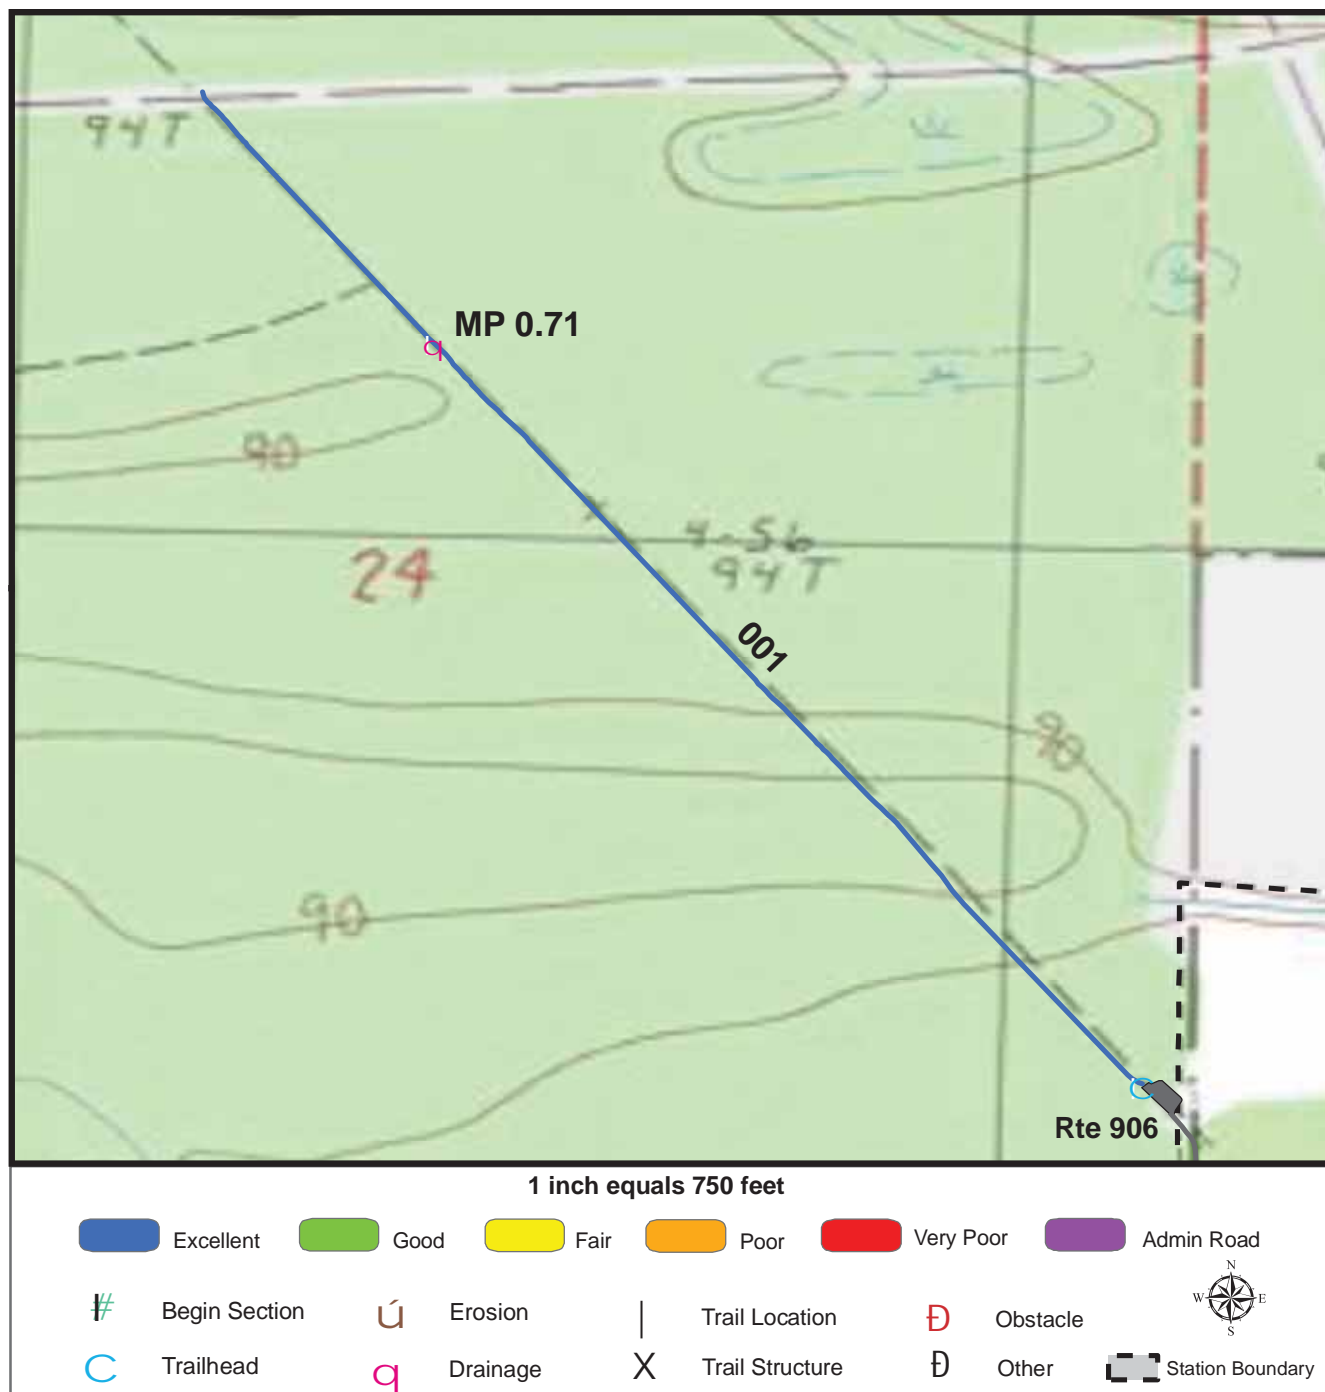 94T
MP 0.71
q
90
4-56
94T
24
001
90
90
Rte 906
1 inch equals 750 feet
Excellent
Good
Fair
Poor
Very Poor
Admin Road
# Begin Section
ú Erosion
| Trail Location
Đ Obstacle
N
W E
S
C Trailhead
q Drainage
X Trail Structure
Đ Other
Station Boundary